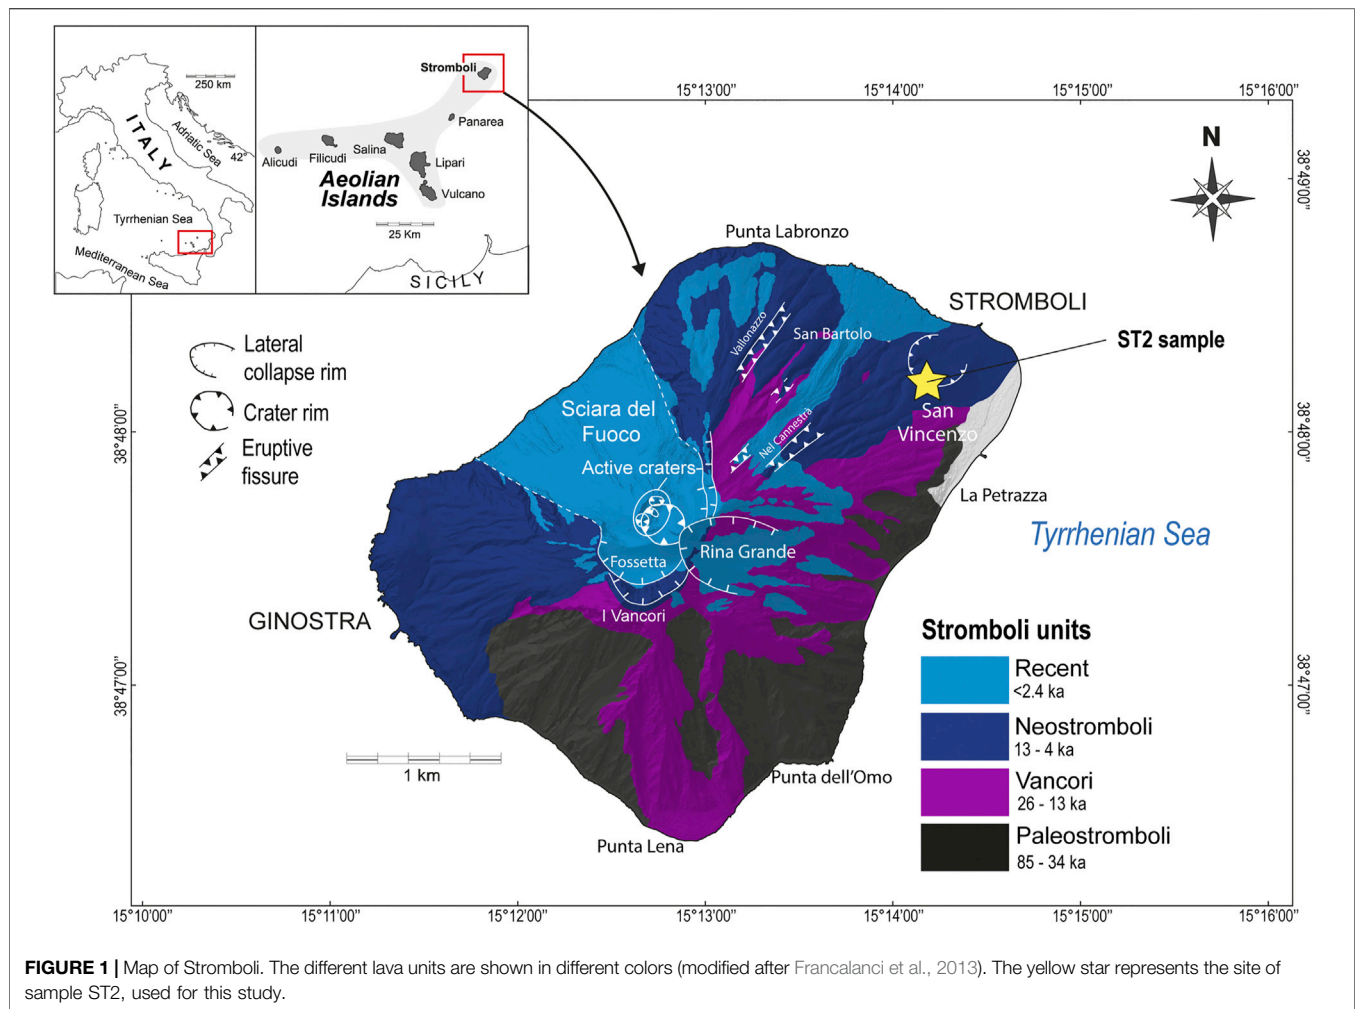 250 km
ITALY
Adriatic Sea
42°
Tyrrhenian Sea
Mediterranean Sea
Stromboli
Panarea
Alicudi
Filicudi
Salina
Lipari
Vulcano
Aeolian
Islands
25 Km
SICILY
15°13'00"
15°14'00"
15°15'00"
15°16'00"
38°49'00"
N
Punta Labronzo
STROMBOLI
Vallonazzo
San Bartolo
ST2 sample
Lateral
collapse rim
Crater rim
Eruptive
fissure
38°48'00"
Sciara del
Fuoco
Nel Cannestrà
San
Vincenzo
38°48'00"
Active craters
La Petrazza
Tyrrhenian Sea
Rina Grande
Fossetta
I Vancori
GINOSTRA
Stromboli units
Recent
<2.4 ka
Neostromboli
13 - 4 ka
Vancori
26 - 13 ka
Paleostromboli
85 - 34 ka
38°47'00"
38°47'00"
1 km
Punta dell'Omo
Punta Lena
15°10'00"
15°11'00"
15°12'00"
15°13'00"
15°14'00"
15°15'00"
15°16'00"
FIGURE 1 | Map of Stromboli. The different lava units are shown in different colors (modified after Francalanci et al., 2013). The yellow star represents the site of
sample ST2, used for this study.